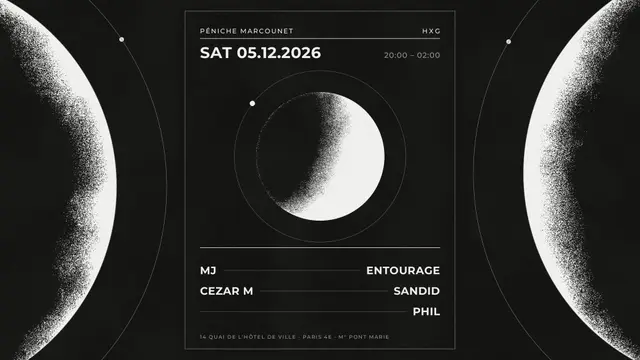 PÉNICHE MARCOUNET HXG
SAT 05.12.2026 20:00 – 02:00
MJ ENTOURAGE
CEZAR M SANDID
PHIL
14 QUAI DE L'HÔTEL DE VILLE · PARIS 4E · M° PONT MARIE